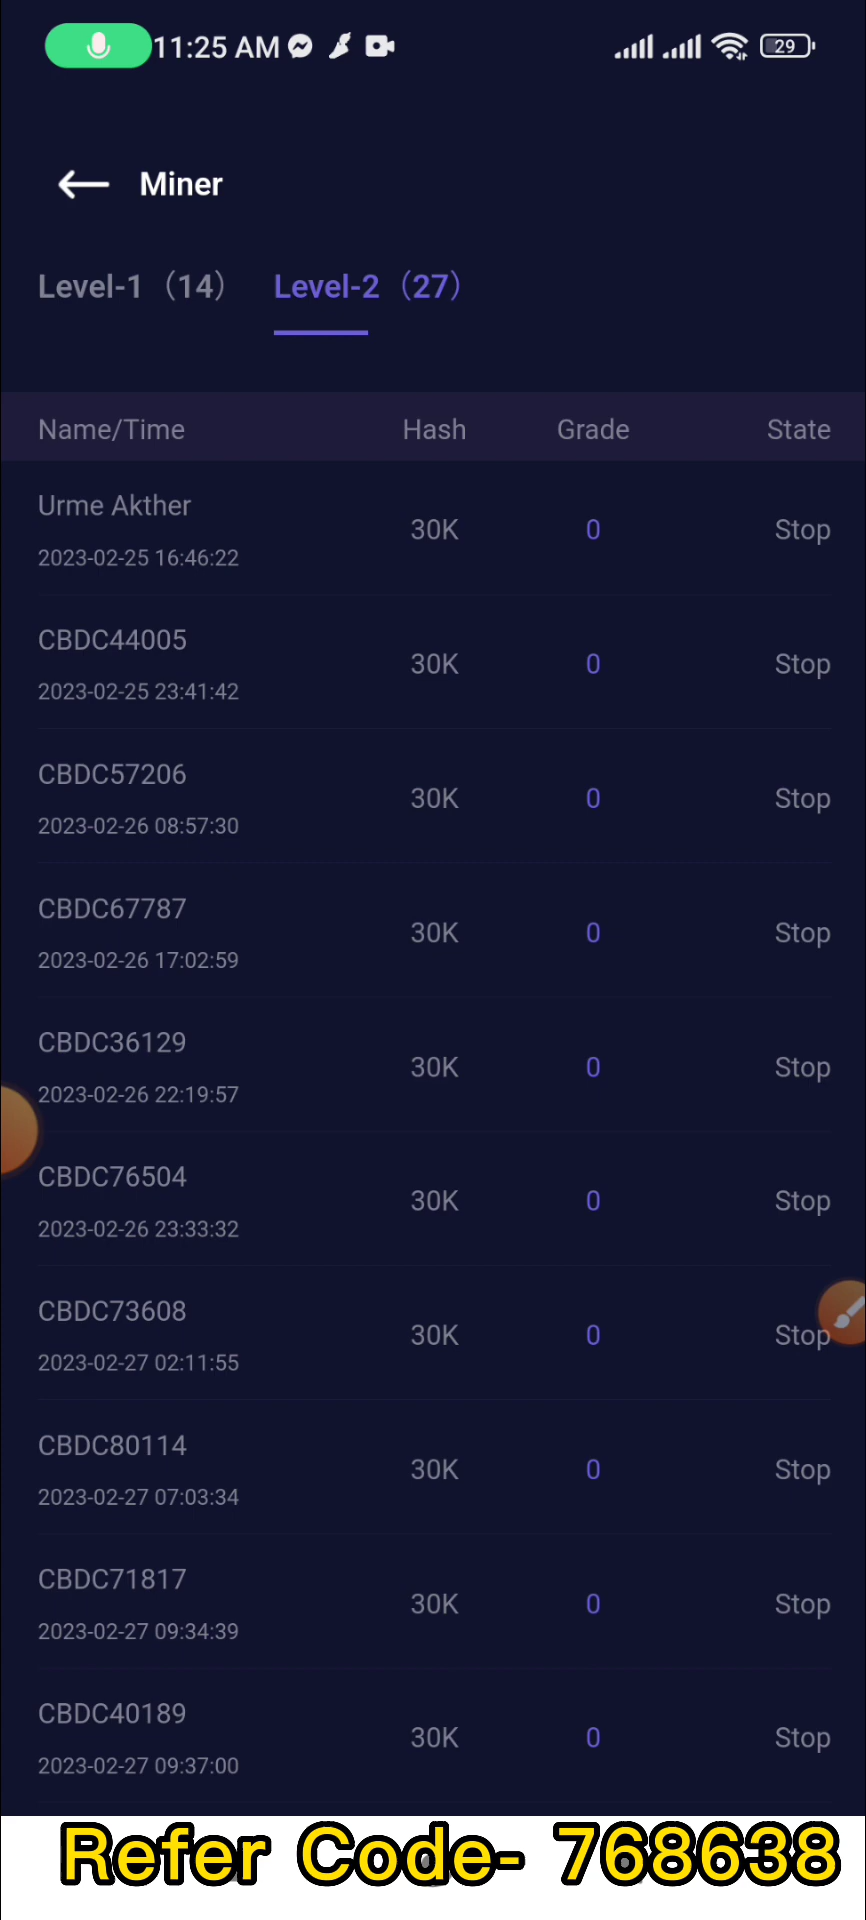 11:25 AM 29
Miner
Level-1（14） Level-2（27）
Name/Time Hash Grade State
Urme Akther
30K 0 Stop
2023-02-25 16:46:22
CBDC44005
30K 0 Stop
2023-02-25 23:41:42
CBDC57206
30K 0 Stop
2023-02-26 08:57:30
CBDC67787
30K 0 Stop
2023-02-26 17:02:59
CBDC36129
30K 0 Stop
2023-02-26 22:19:57
CBDC76504
30K 0 Stop
2023-02-26 23:33:32
CBDC73608
30K 0 Stop
2023-02-27 02:11:55
CBDC80114
30K 0 Stop
2023-02-27 07:03:34
CBDC71817
30K 0 Stop
2023-02-27 09:34:39
CBDC40189
30K 0 Stop
2023-02-27 09:37:00
Refer Code- 768638